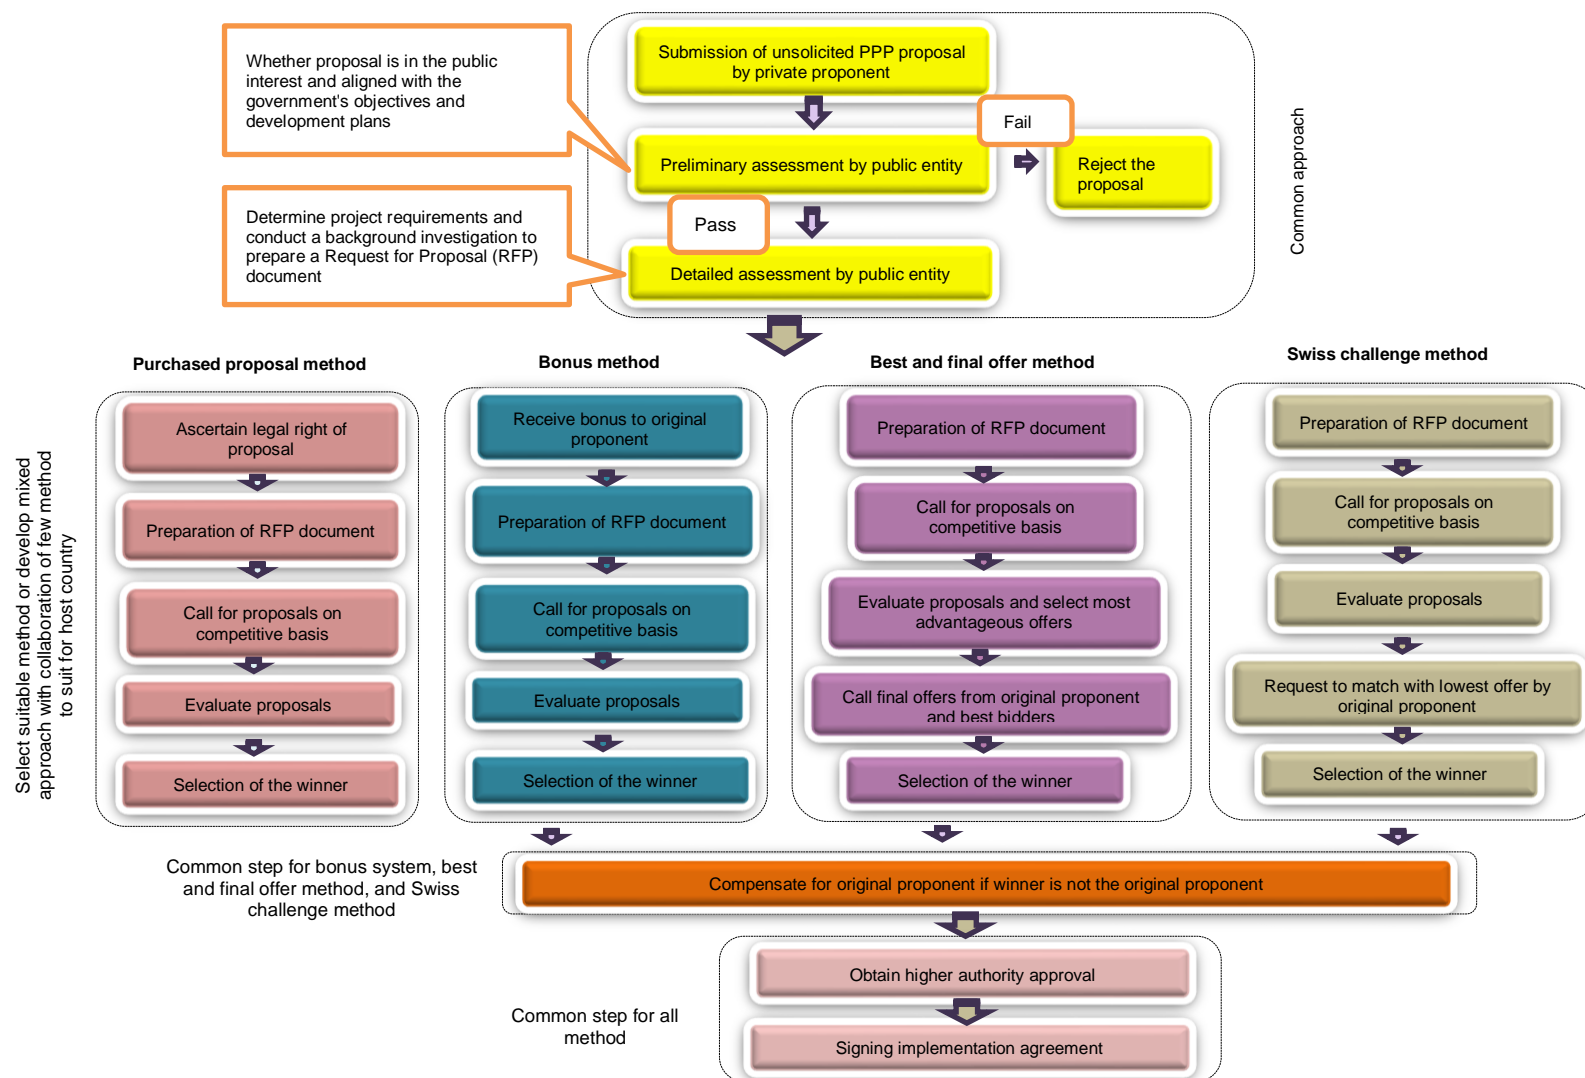 Submission of unsolicited PPP proposal
by private proponent
Whether proposal is in the public
interest and aligned with the
government's objectives and
development plans
Fail
Preliminary assessment by public entity
Reject the
proposal
Common approach
Determine project requirements and
conduct a background investigation to
prepare a Request for Proposal (RFP)
document
Pass
Detailed assessment by public entity
Select suitable method or develop mixed
approach with collaboration of few method
to suit for host country
Purchased proposal method
Ascertain legal right of
proposal
Preparation of RFP document
Call for proposals on
competitive basis
Evaluate proposals
Selection of the winner
Bonus method
Receive bonus to original
proponent
Preparation of RFP document
Call for proposals on
competitive basis
Evaluate proposals
Selection of the winner
Best and final offer method
Preparation of RFP document
Call for proposals on
competitive basis
Evaluate proposals and select most
advantageous offers
Call final offers from original proponent
and best bidders
Selection of the winner
Swiss challenge method
Preparation of RFP document
Call for proposals on
competitive basis
Evaluate proposals
Request to match with lowest offer by
original proponent
Selection of the winner
Common step for bonus system, best
and final offer method, and Swiss
challenge method
Compensate for original proponent if winner is not the original proponent
Common step for all
method
Obtain higher authority approval
Signing implementation agreement